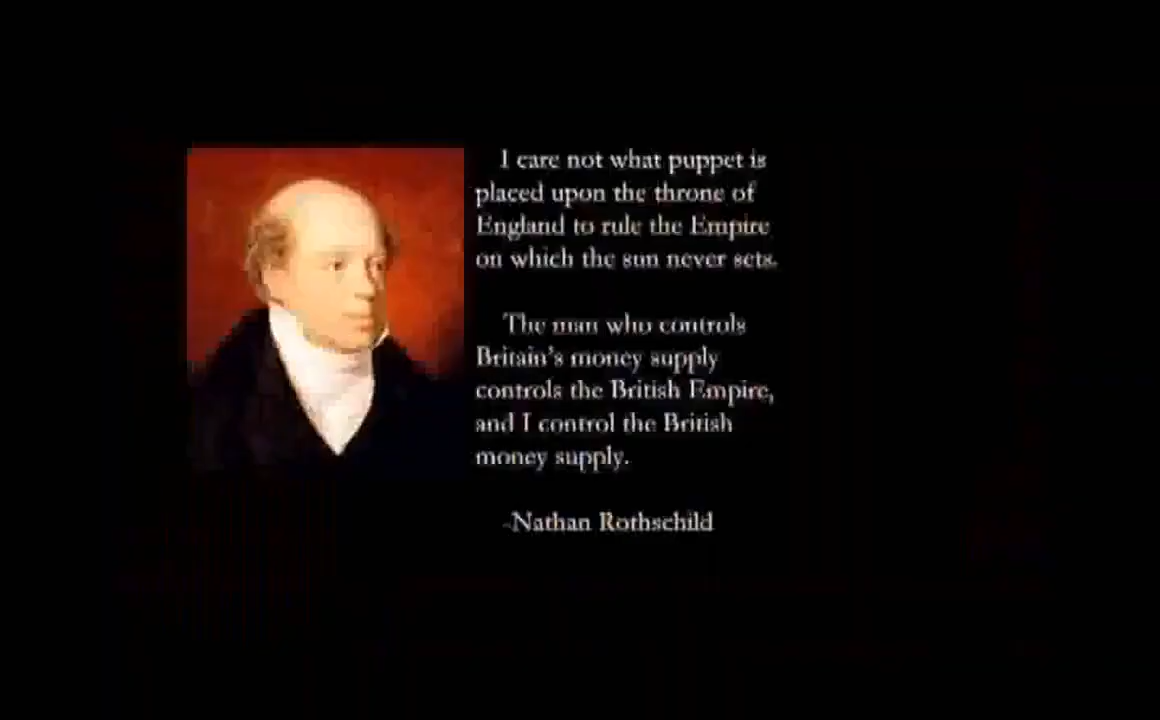 I care not what puppet is
placed upon the throne of
England to rule the Empire
on which the sun never sets.
The man who controls
Britain's money supply
controls the British Empire,
and I control the British
money supply.
-Nathan Rothschild